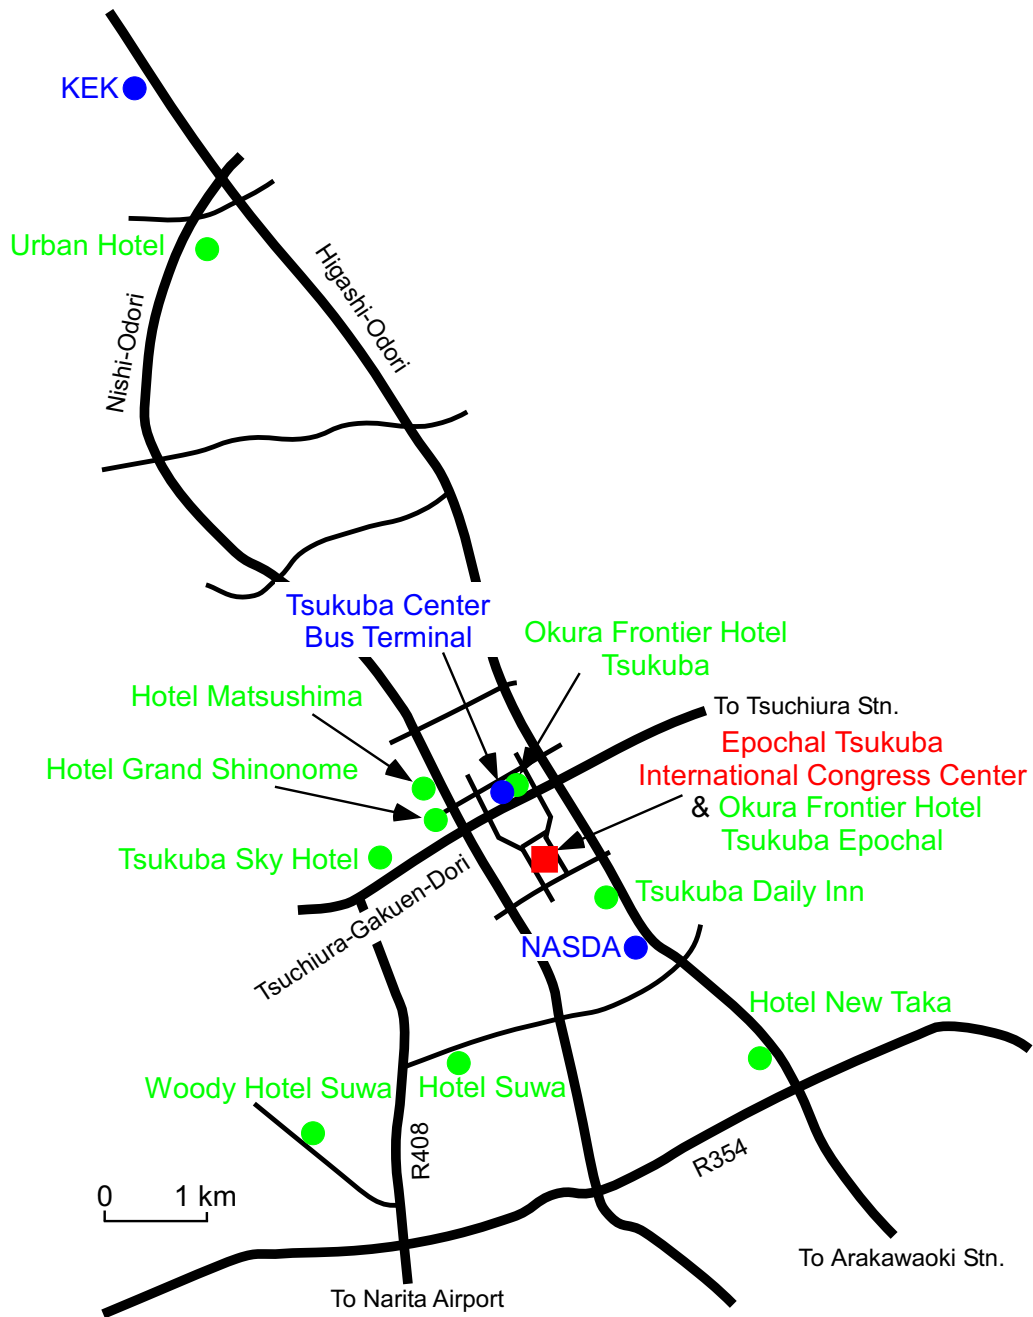 KEK
Urban Hotel
Higashi-Odori
Nishi-Odori
Tsukuba Center
Bus Terminal
Okura Frontier Hotel
Tsukuba
Hotel Matsushima
To Tsuchiura Stn.
Epochal Tsukuba
International Congress Center
& Okura Frontier Hotel
Tsukuba Epochal
Hotel Grand Shinonome
Tsukuba Sky Hotel
Tsuchiura-Gakuen-Dori
Tsukuba Daily Inn
NASDA
Hotel New Taka
Woody Hotel Suwa
Hotel Suwa
R408
R354
0 1 km
To Arakawaoki Stn.
To Narita Airport